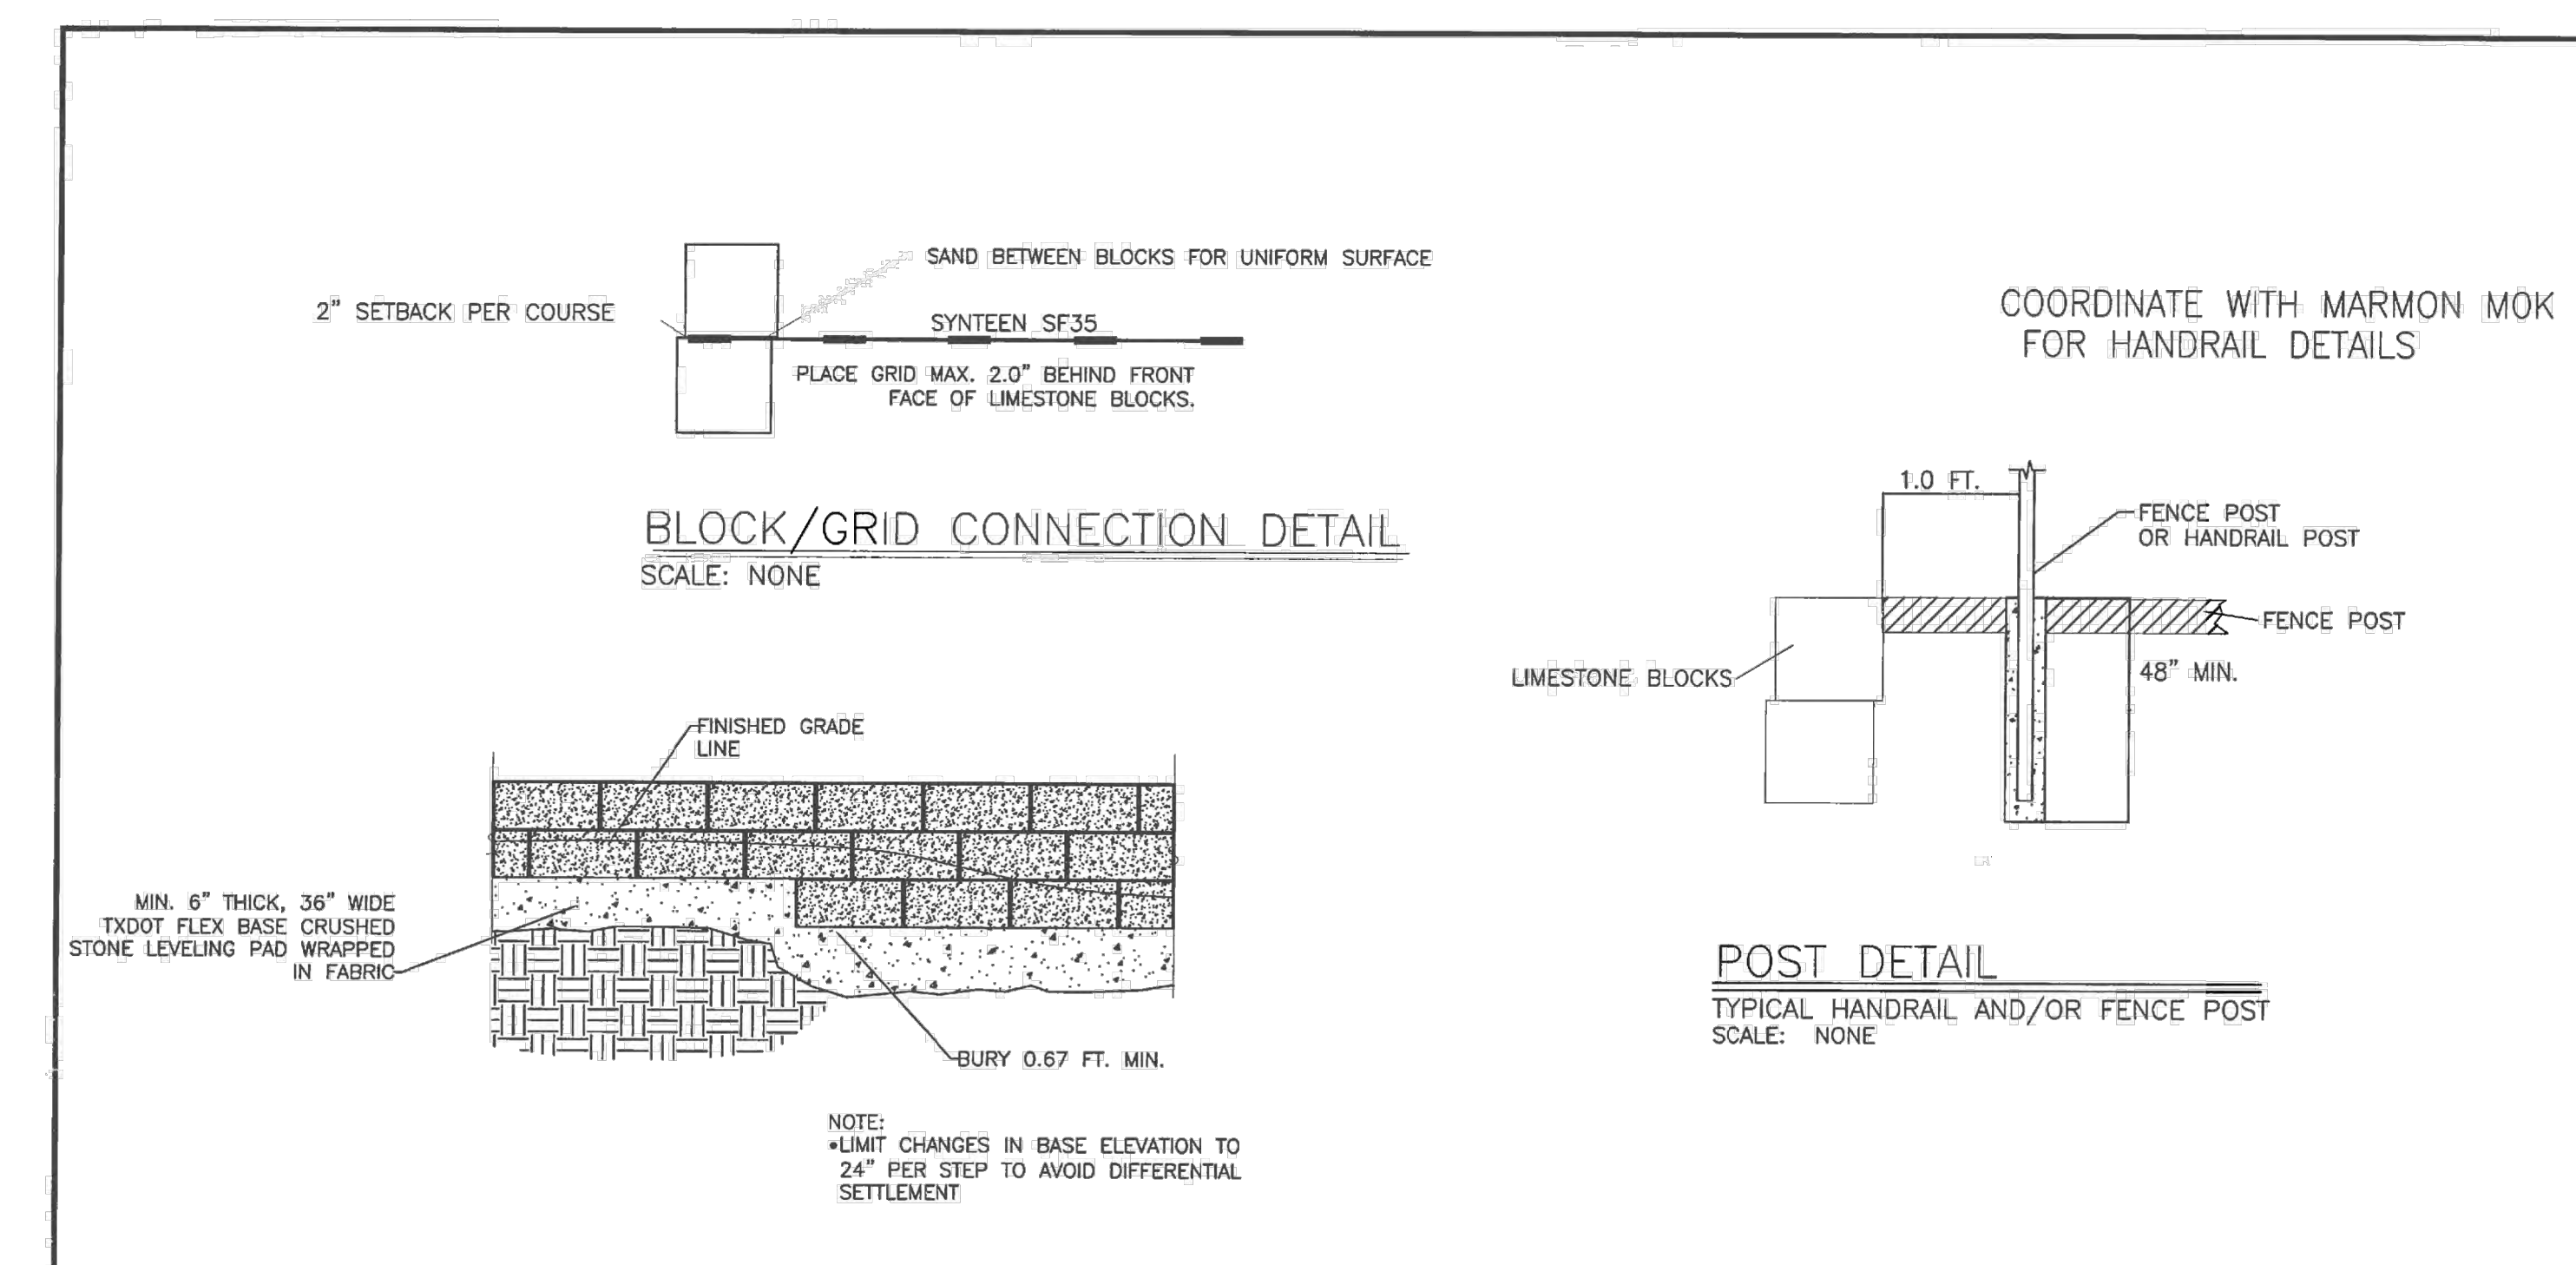 2" SETBACK PER COURSE
SAND BETWEEN BLOCKS FOR UNIFORM SURFACE
SYNTEEN SF35
PLACE GRID MAX. 2.0" BEHIND FRONT
FACE OF LIMESTONE BLOCKS.
BLOCK/GRID CONNECTION DETAIL
SCALE: NONE
COORDINATE WITH MARMON MOK
FOR HANDRAIL DETAILS
1.0 FT.
FENCE POST
OR HANDRAIL POST
FENCE POST
LIMESTONE BLOCKS
48" MIN.
POST DETAIL
TYPICAL HANDRAIL AND/OR FENCE POST
SCALE: NONE
FINISHED GRADE
LINE
MIN. 6" THICK, 36" WIDE
TXDOT FLEX BASE CRUSHED
STONE LEVELING PAD WRAPPED
IN FABRIC
BURY 0.67 FT. MIN.
NOTE:
•LIMIT CHANGES IN BASE ELEVATION TO
24" PER STEP TO AVOID DIFFERENTIAL
SETTLEMENT